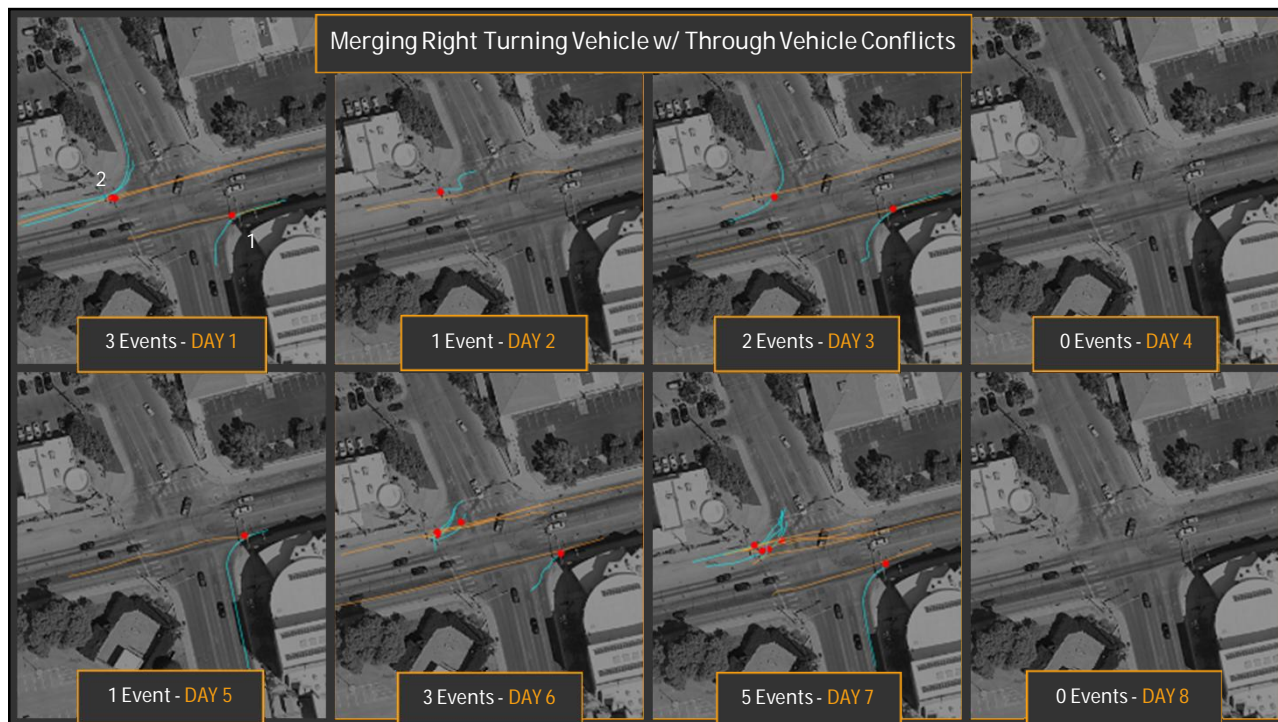 Merging Right Turning Vehicle w/ Through Vehicle Conflicts
2
1
3 Events - DAY 1
1 Event - DAY 2
2 Events - DAY 3
0 Events - DAY 4
1 Event - DAY 5
3 Events - DAY 6
5 Events - DAY 7
0 Events - DAY 8